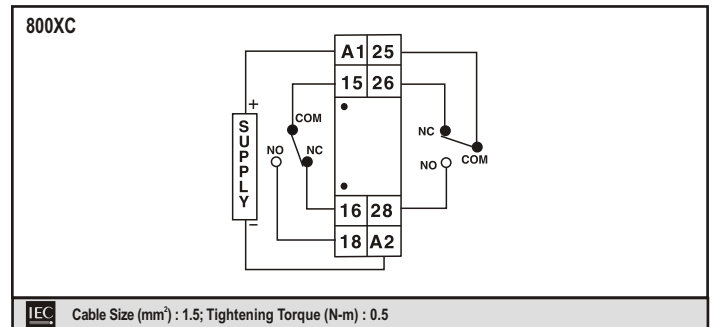 800XC
A1 25
15 26
+
COM
SUPPLY
NO
NC
NC
COM
NO
16 28
18 A2
−
IEC Cable Size (mm²) : 1.5; Tightening Torque (N-m) : 0.5